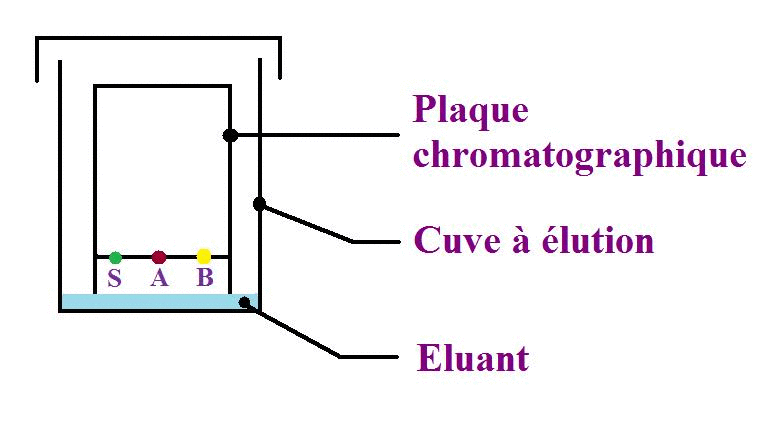 Plaque
chromatographique
Cuve à élution
S A B
Eluant